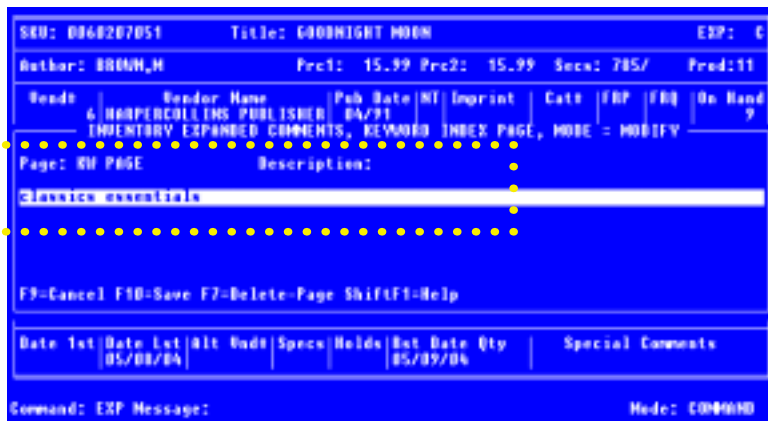 SKU: 0060207051 Title: GOODNIGHT MOON EXP: C
Author: BROWN,M Prc1: 15.99 Prc2: 15.99 Secn: 785/ Prod:11
Vend# Vendor Name Pub Date NT Imprint Cat# FRP FRQ On Hand
6 HARPERCOLLINS PUBLISHER 04/91 9
INVENTORY EXPANDED COMMENTS, KEYWORD INDEX PAGE, MODE = MODIFY
Page: KW PAGE Description:
classics essentials
F9=Cancel F10=Save F7=Delete-Page ShiftF1=Help
Date 1st Date Lst Alt Vnd# Specs Holds Bst Date Qty Special Comments
05/08/04 05/09/04
Command: EXP Message: Mode: COMMAND